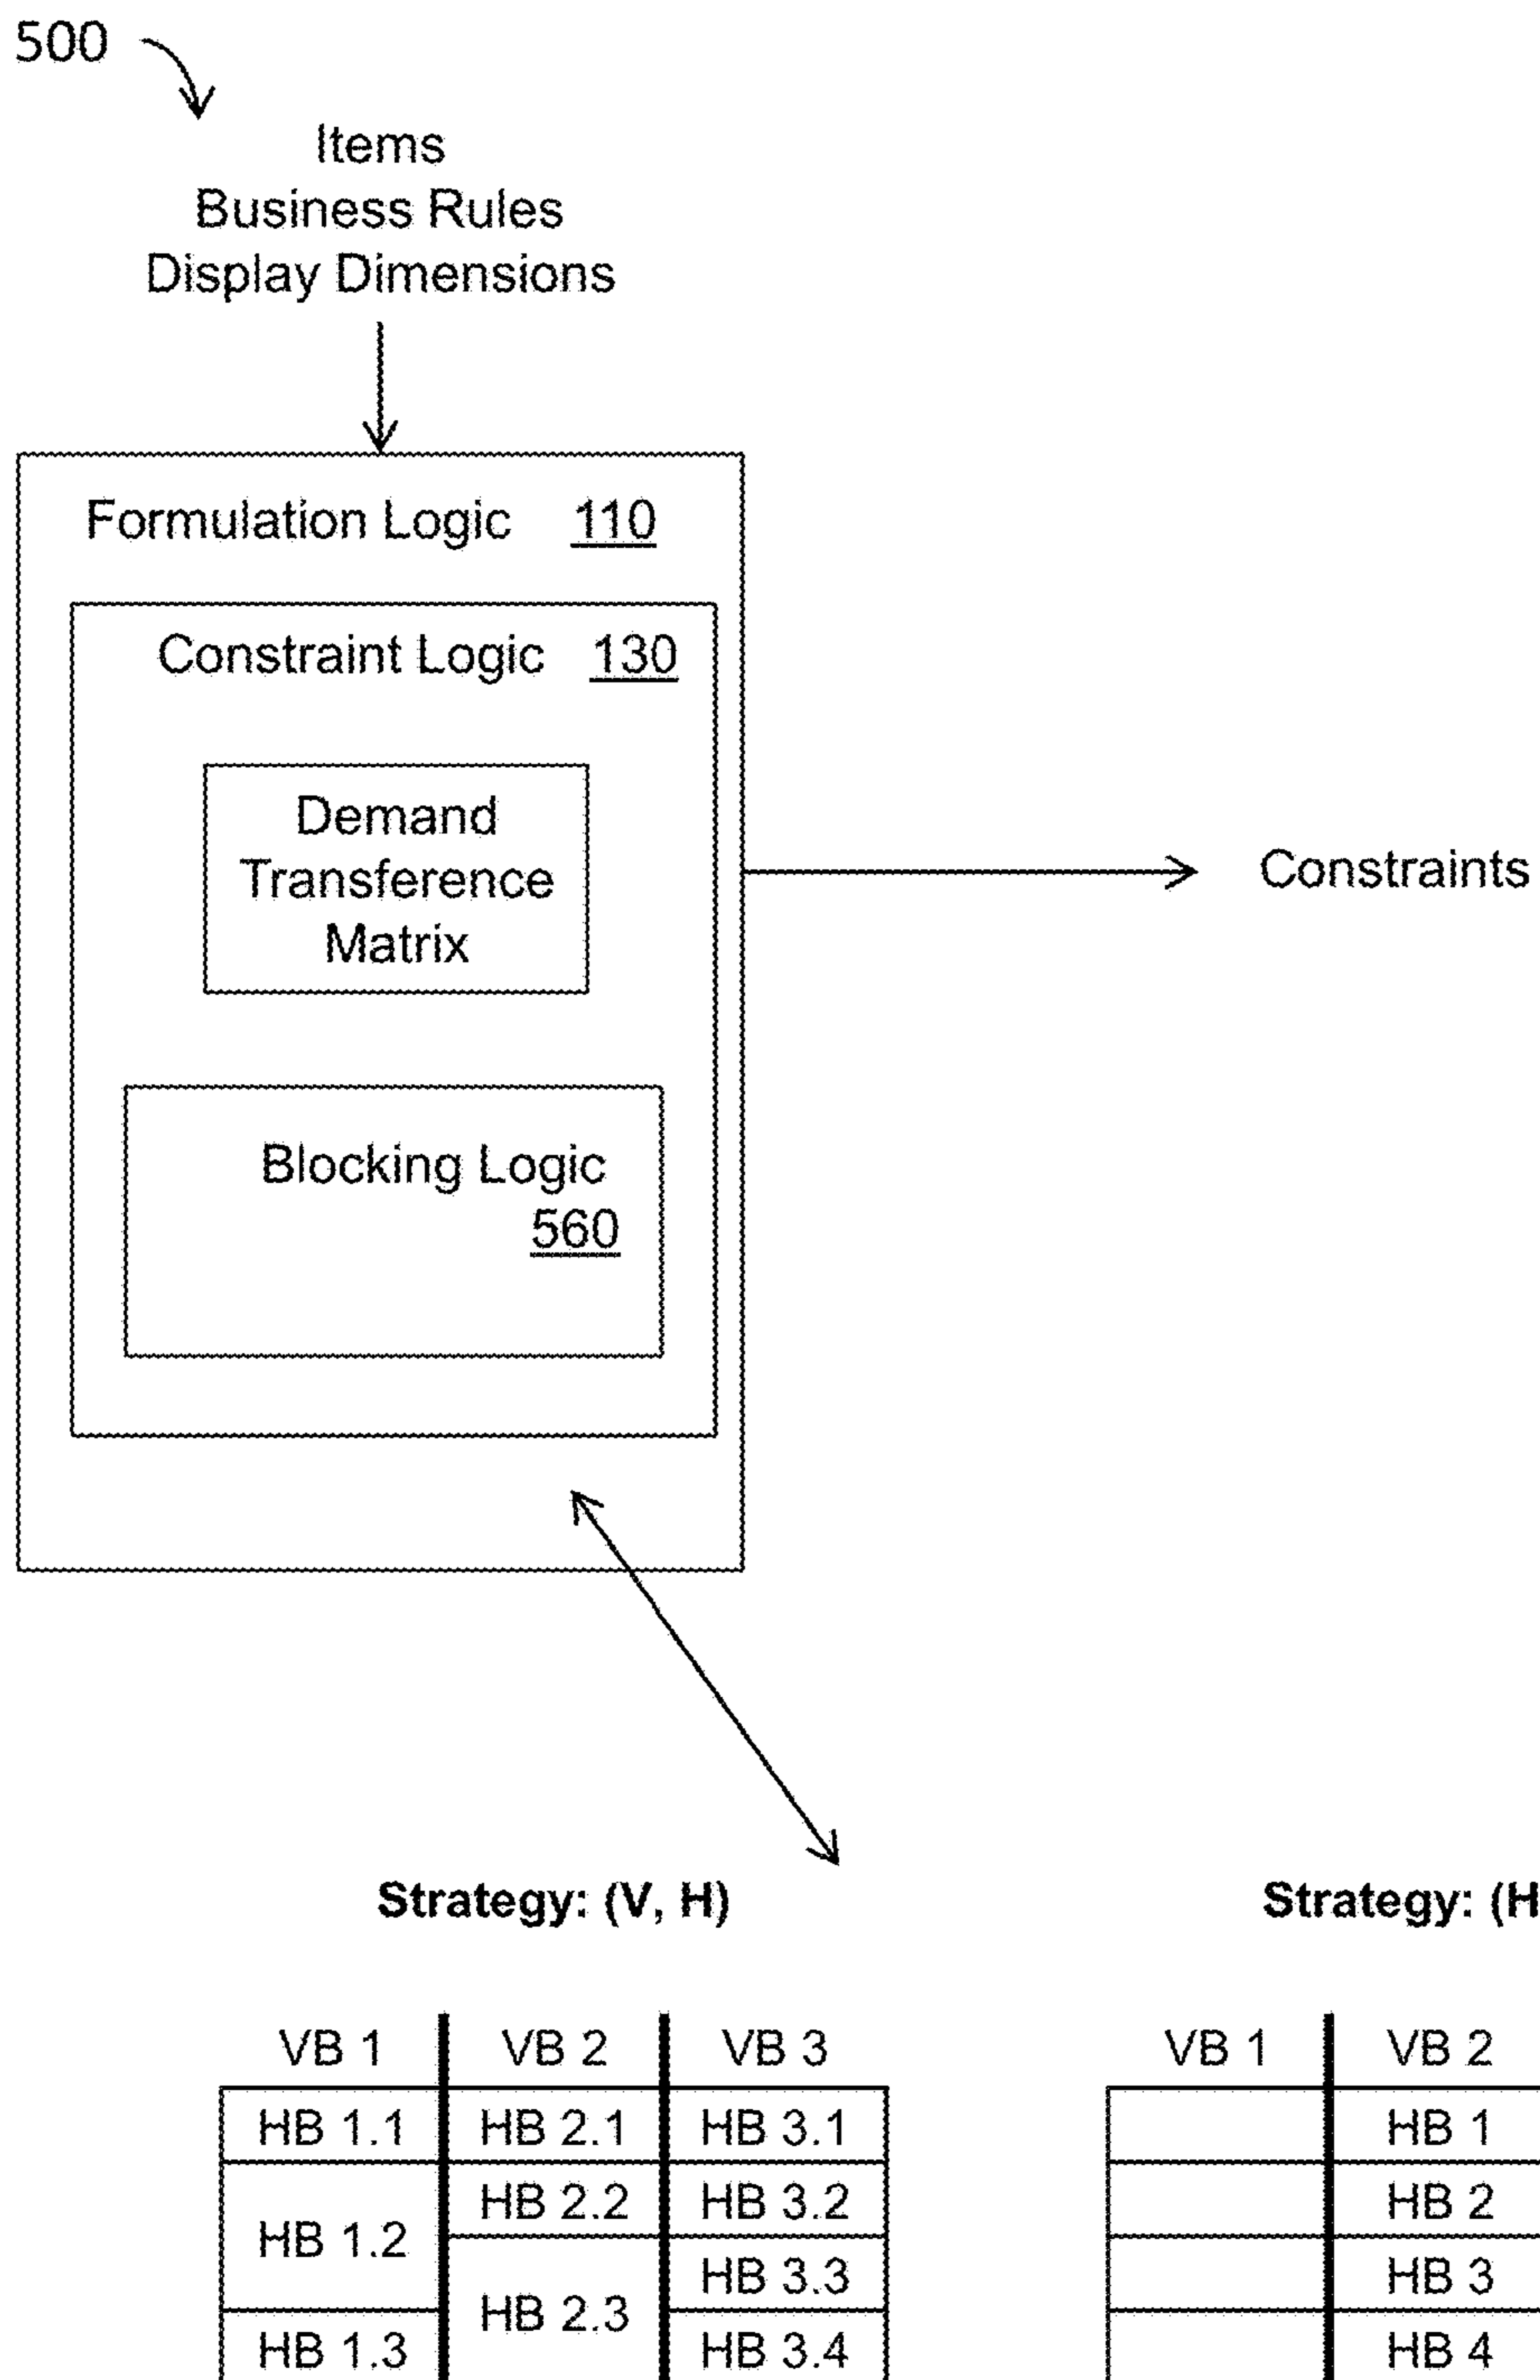 500
Items
Business Rules
Display Dimensions
Formulation Logic 110
Constraint Logic 130
Demand
Transference
Matrix
Constraints
Blocking Logic
560
Strategy: (V, H)
Strategy: (H
VB 1 VB 2 VB 3
HB 1.1 HB 2.1 HB 3.1
HB 2.2 HB 3.2
HB 1.2
HB 3.3
HB 2.3
HB 1.3 HB 3.4
VB 1 VB 2
HB 1
HB 2
HB 3
HB 4